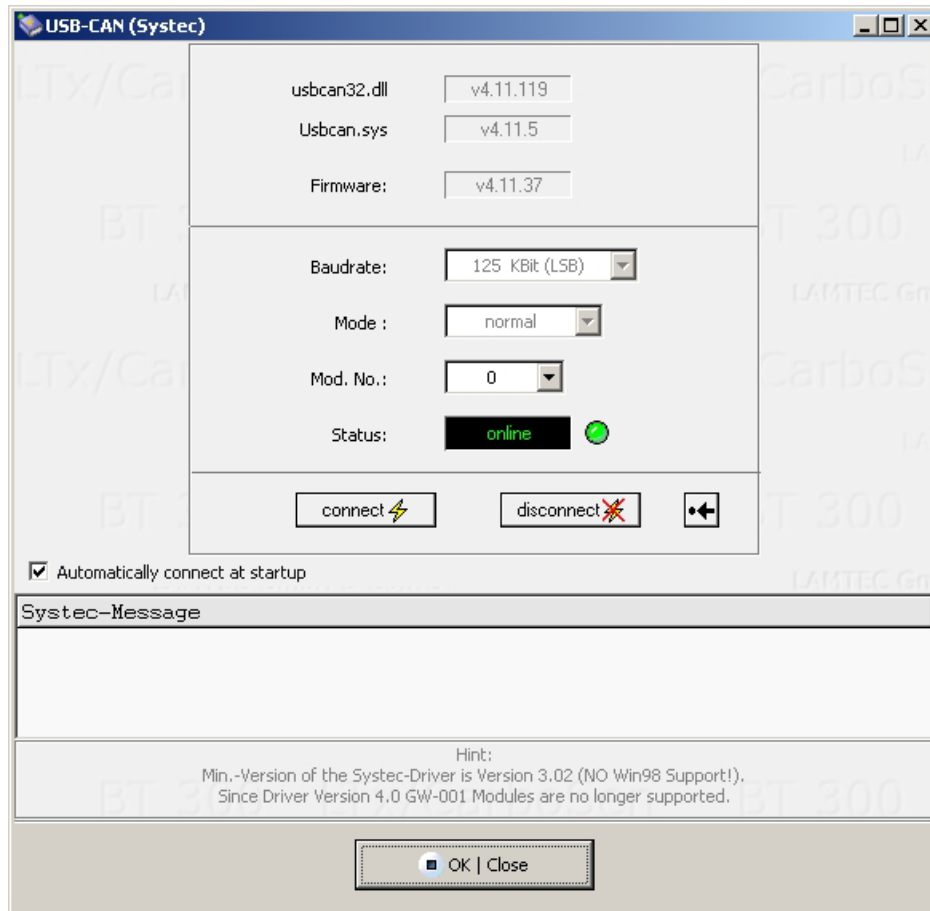 USB-CAN (Systec)
usbcan32.dll v4.11.119
Usbcan.sys v4.11.5
Firmware: v4.11.37
Baudrate: 125 KBit (LSB)
Mode : normal
Mod. No.: 0
Status: online
connect disconnect
Automatically connect at startup
Systec-Message
Hint:
Min.-Version of the Systec-Driver is Version 3.02 (NO Win98 Support!).
Since Driver Version 4.0 GW-001 Modules are no longer supported.
OK | Close